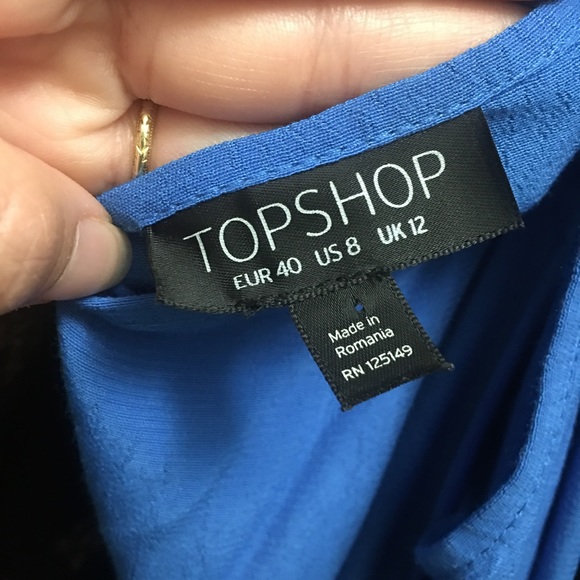 TOPSHOP
EUR 40 US 8 UK 12
Made in
Romania
RN 125149